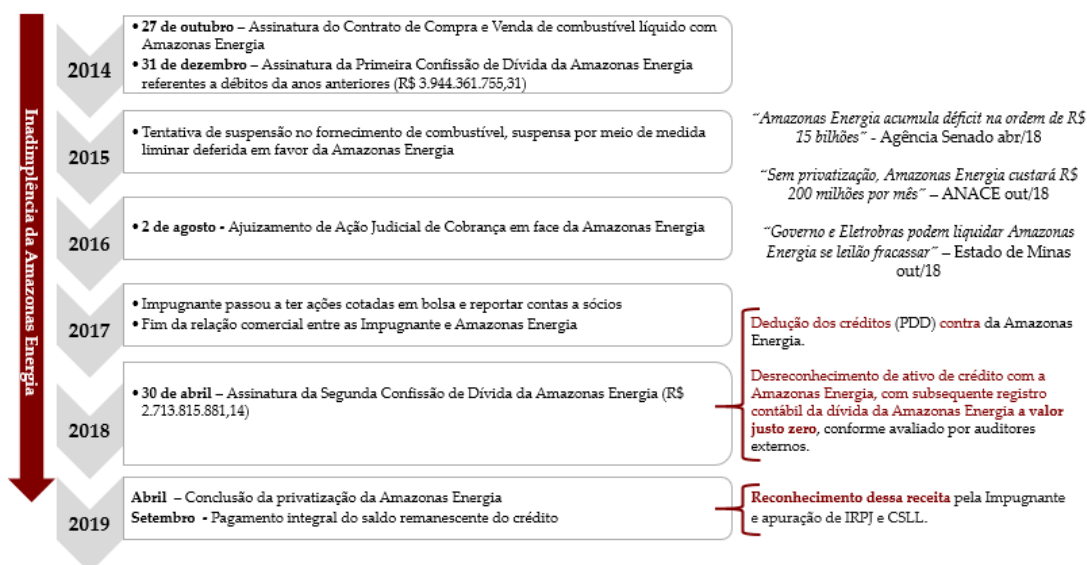 Inadimplência da Amazonas Energia
2014
• 27 de outubro – Assinatura do Contrato de Compra e Venda de combustível líquido com
Amazonas Energia
• 31 de dezembro – Assinatura da Primeira Confissão de Dívida da Amazonas Energia
referentes a débitos da anos anteriores (R$ 3.944.361.755,31)
2015
• Tentativa de suspensão no fornecimento de combustível, suspensa por meio de medida
liminar deferida em favor da Amazonas Energia
2016
• 2 de agosto - Ajuizamento de Ação Judicial de Cobrança em face da Amazonas Energia
2017
• Impugnante passou a ter ações cotadas em bolsa e reportar contas a sócios
• Fim da relação comercial entre as Impugnante e Amazonas Energia
2018
• 30 de abril – Assinatura da Segunda Confissão de Dívida da Amazonas Energia (R$
2.713.815.881,14)
2019
Abril – Conclusão da privatização da Amazonas Energia
Setembro - Pagamento integral do saldo remanescente do crédito
“Amazonas Energia acumula déficit na ordem de R$
15 bilhões” - Agência Senado abr/18
“Sem privatização, Amazonas Energia custará R$
200 milhões por mês” – ANACE out/18
“Governo e Eletrobras podem liquidar Amazonas
Energia se leilão fracassar” – Estado de Minas
out/18
Dedução dos créditos (PDD) contra da Amazonas
Energia.
Desreconhecimento de ativo de crédito com a
Amazonas Energia, com subsequente registro
contábil da dívida da Amazonas Energia a valor
justo zero, conforme avaliado por auditores
externos.
Reconhecimento dessa receita pela Impugnante
e apuração de IRPJ e CSLL.